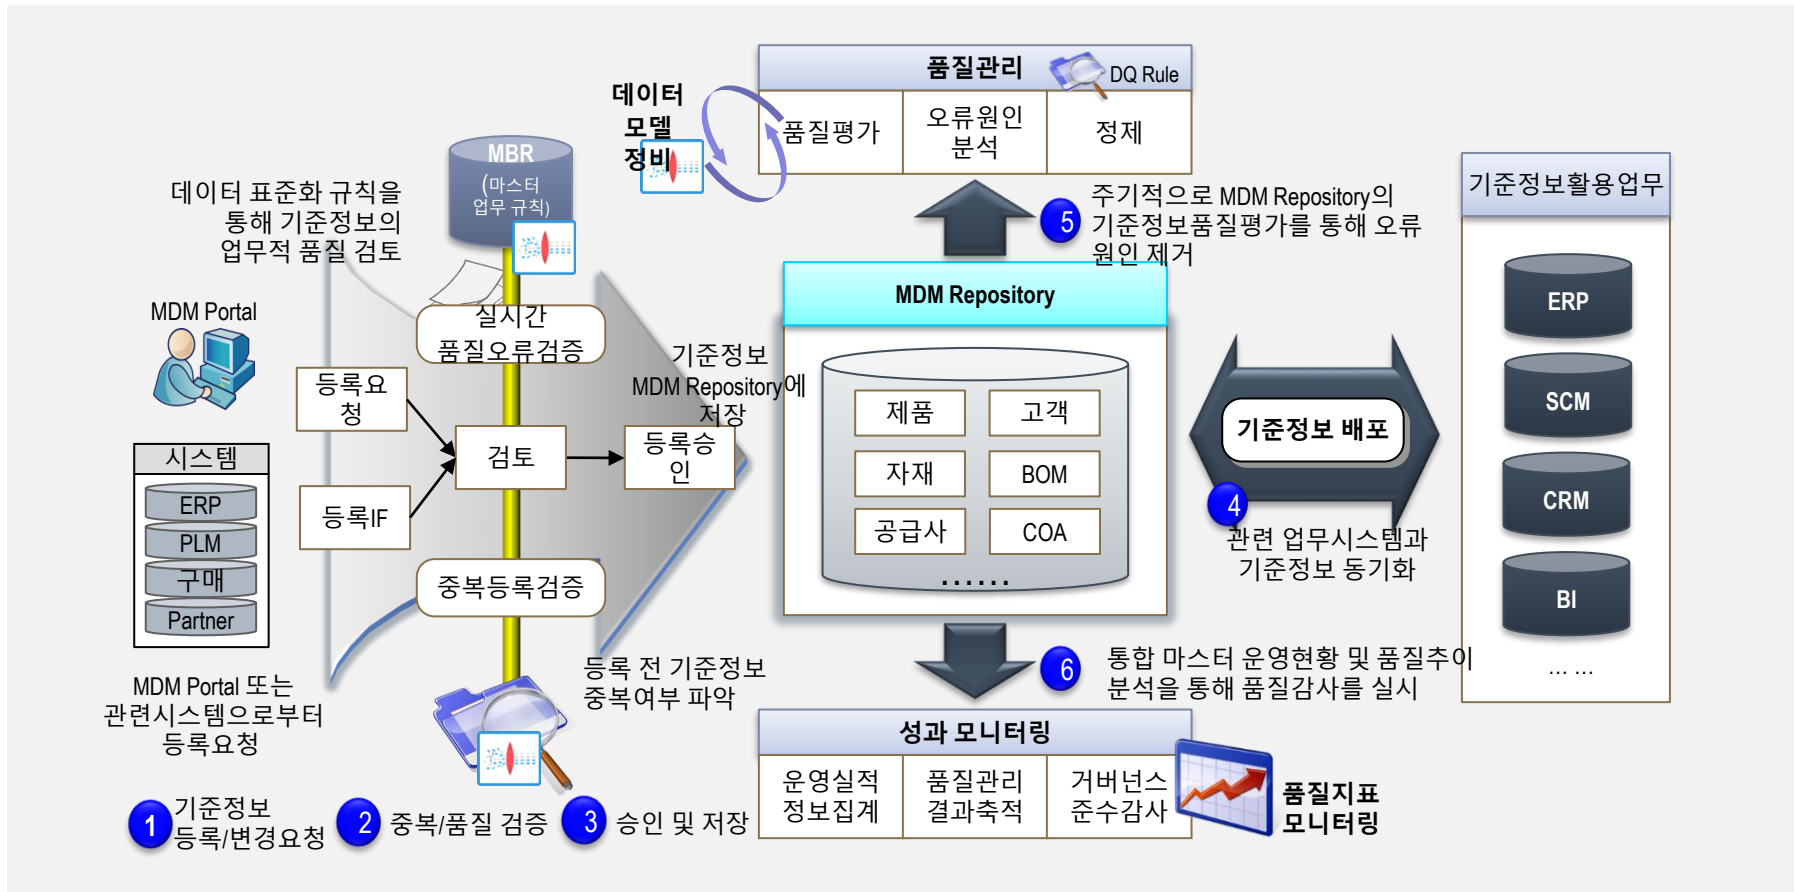 품질관리
DQ Rule
품질평가
오류원인
분석
정제
데이터
모델
정비
MBR
(마스터
업무 규칙)
데이터 표준화 규칙을
통해 기준정보의
업무적 품질 검토
5
주기적으로 MDM Repository의
기준정보품질평가를 통해 오류
원인 제거
기준정보활용업무
ERP
SCM
CRM
BI
... ...
MDM Portal
실시간
품질오류검증
등록요
청
검토
등록IF
중복등록검증
기준정보
MDM Repository에
저장
등록승
인
시스템
ERP
PLM
구매
Partner
MDM Repository
제품
고객
자재
BOM
공급사
COA
......
기준정보 배포
4
관련 업무시스템과
기준정보 동기화
MDM Portal 또는
관련시스템으로부터
등록요청
등록 전 기준정보
중복여부 파악
6
통합 마스터 운영현황 및 품질추이
분석을 통해 품질감사를 실시
성과 모니터링
운영실적
정보집계
품질관리
결과축적
거버넌스
준수감사
품질지표
모니터링
1
기준정보
등록/변경요청
2
중복/품질 검증
3
승인 및 저장